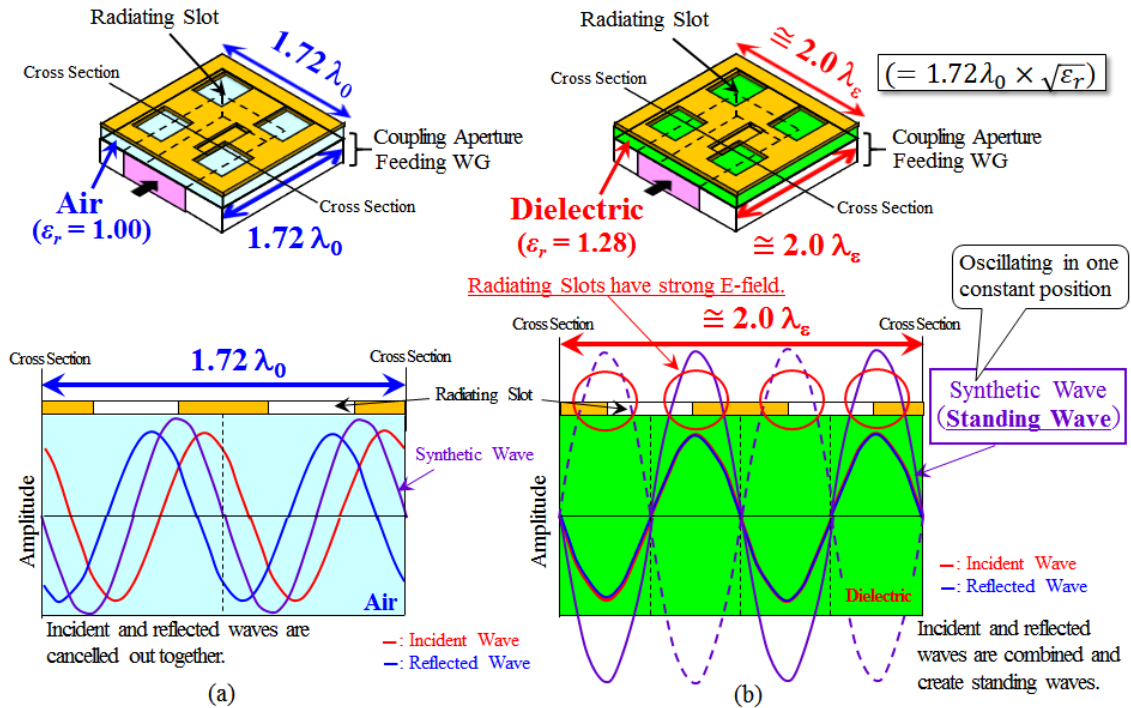 Radiating Slot
1.72 λ0
Cross Section
Coupling Aperture
Feeding WG
Cross Section
Air
(εr = 1.00)
1.72 λ0
Radiating Slot
≅ 2.0 λε
(= 1.72λ0 × √εr)
Cross Section
Coupling Aperture
Feeding WG
Cross Section
Dielectric
(εr = 1.28)
≅ 2.0 λε
Cross Section
1.72 λ0
Cross Section
Radiating Slot
Synthetic Wave
Amplitude
Air
Incident and reflected waves are
cancelled out together.
–: Incident Wave
–: Reflected Wave
(a)
Radiating Slots have strong E-field.
Cross Section
≅ 2.0 λε
Cross Section
Oscillating in one
constant position
Synthetic Wave
(Standing Wave)
Amplitude
Dielectric
–: Incident Wave
–: Reflected Wave
Incident and reflected
waves are combined and
create standing waves.
(b)